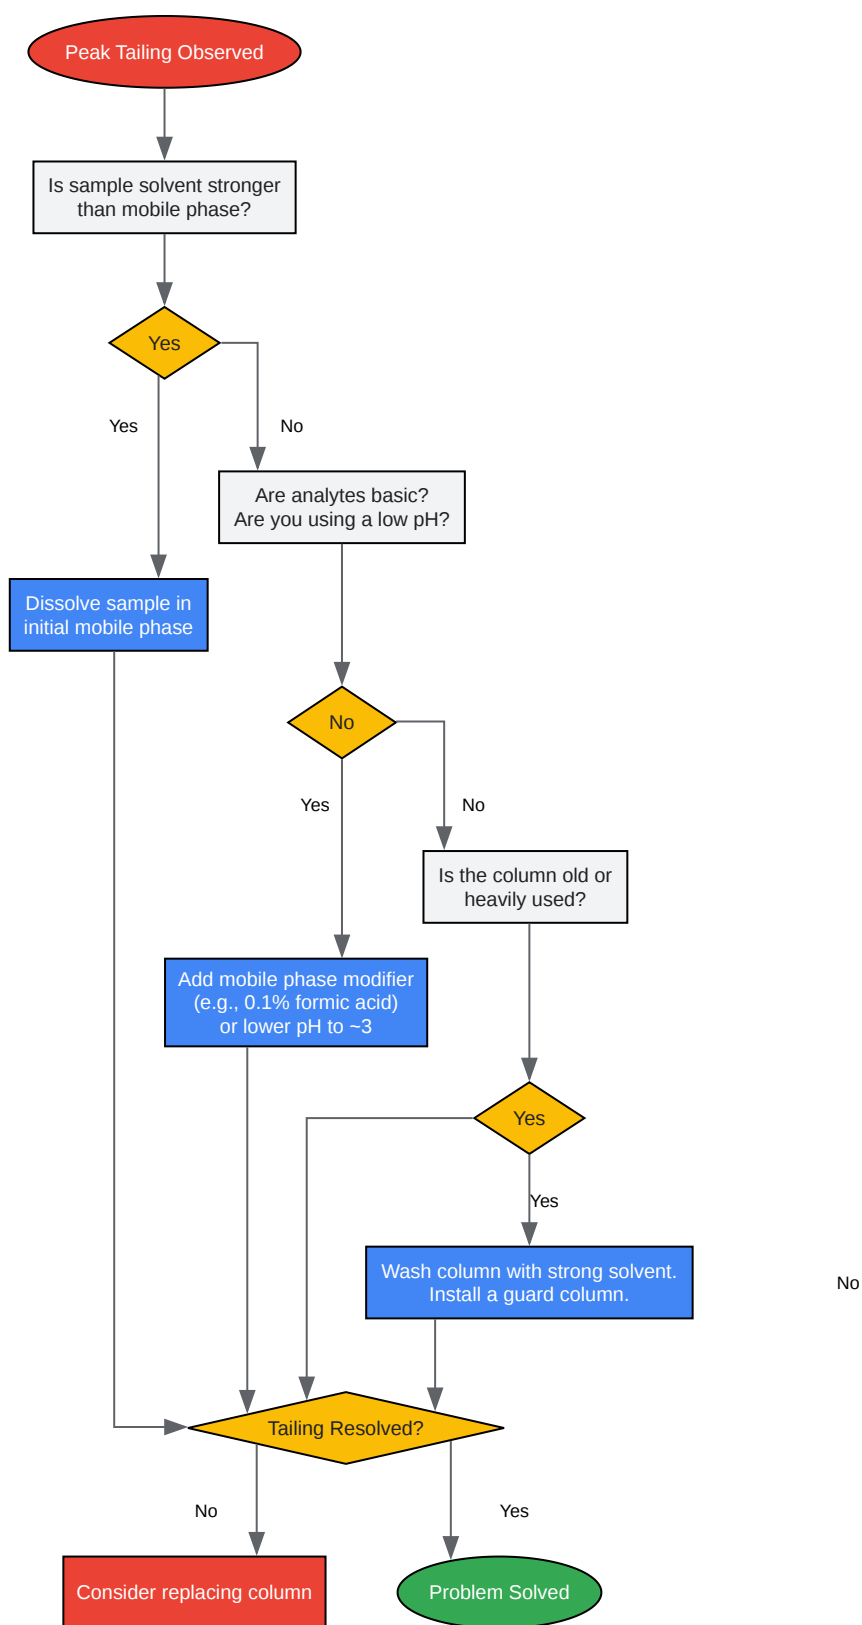 Peak Tailing Observed
Is sample solvent stronger
than mobile phase?
Yes
Yes
No
Are analytes basic?
Are you using a low pH?
Dissolve sample in
initial mobile phase
No
Yes
No
Is the column old or
heavily used?
Add mobile phase modifier
(e.g., 0.1% formic acid)
or lower pH to ~3
Yes
Yes
Wash column with strong solvent.
Install a guard column.
No
Tailing Resolved?
No
Yes
Consider replacing column
Problem Solved